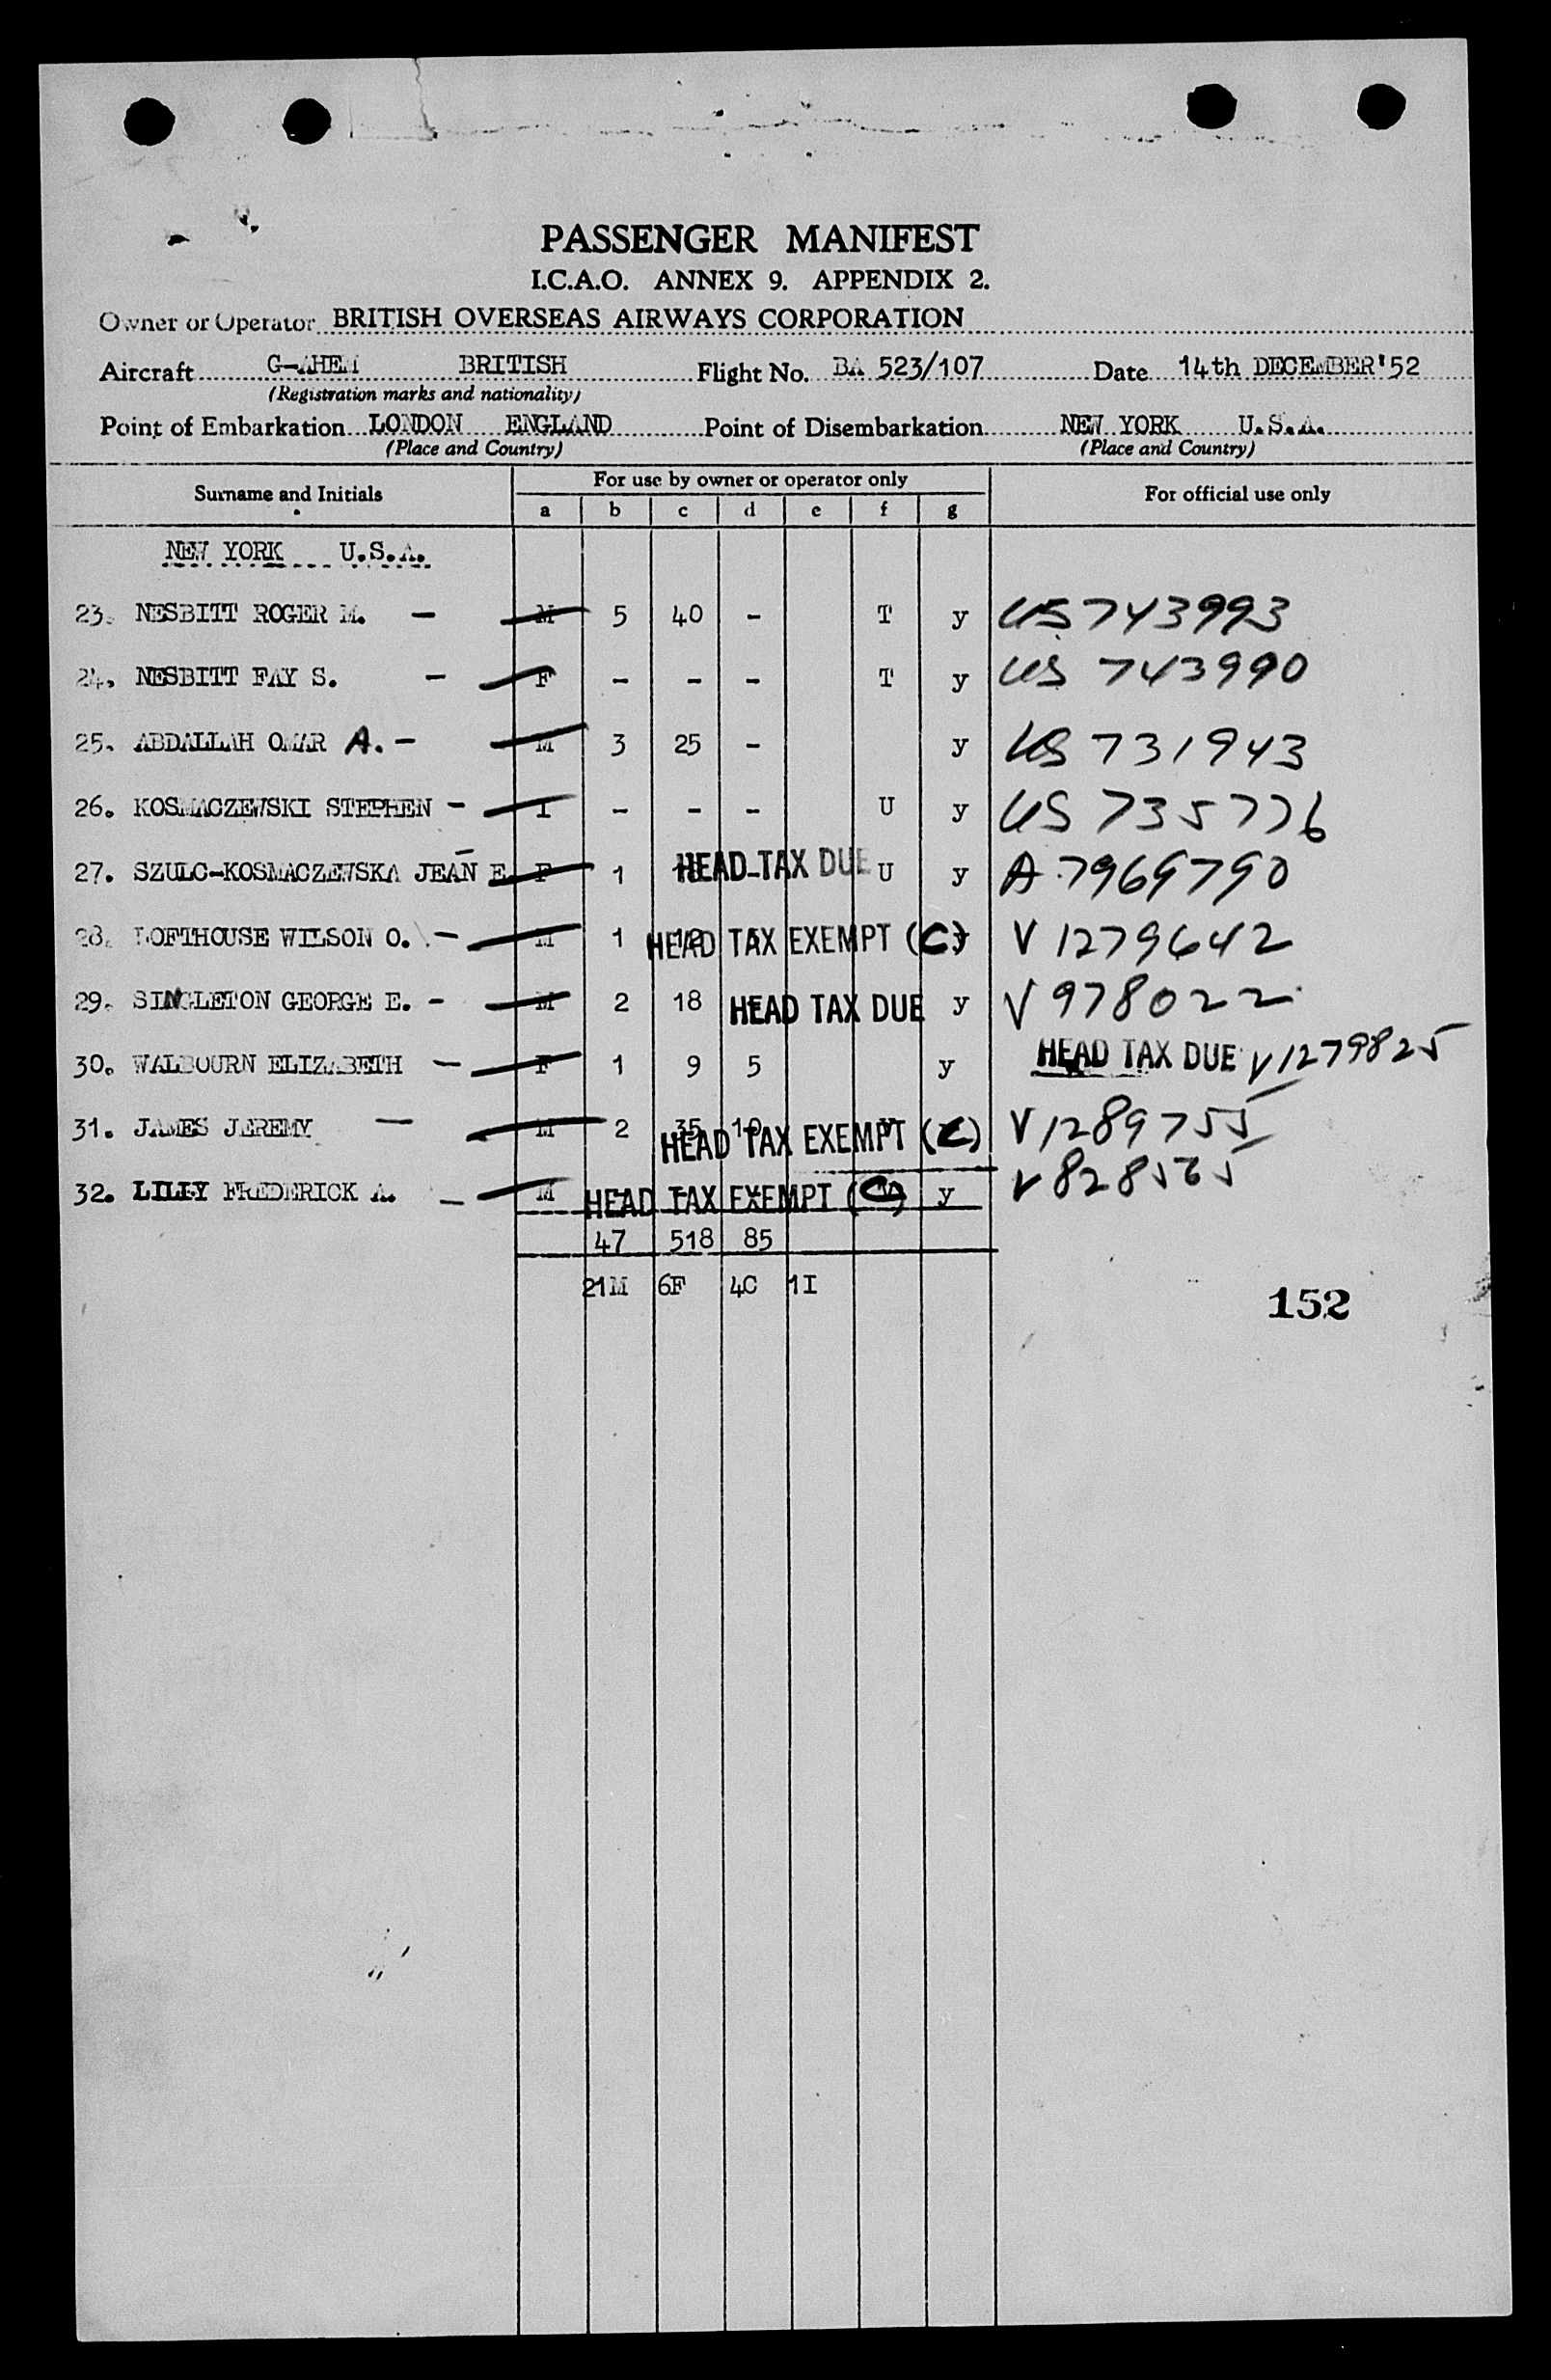 PASSENGER MANIFEST
I.C.A.O. ANNEX 9. APPENDIX 2.
Owner or Operator BRITISH OVERSEAS AIRWAYS CORPORATION
Aircraft G-AHEM BRITISH Flight No. BA 523/107 Date 14th DECEMBER'52
(Registration marks and nationality)
Point of Embarkation LONDON ENGLAND Point of Disembarkation NEW YORK U.S.A.
(Place and Country) (Place and Country)
Surname and Initials For use by owner or operator only For official use only
a b c d e f g
NEW YORK U.S.A.
23. NESBITT ROGER M. - M 5 40 - T y US 743993
24. NESBITT FAY S. - F - - - T y US 743990
25. ABDALLAH OMAR A. - M 3 25 - y US 731943
26. KOSMACZEWSKI STEPHEN - I - - - U y US 735776
27. SZULC-KOSMACZEWSKA JEAN E F 1 HEAD TAX DUE U y A 7969790
28. LOFTHOUSE WILSON O. - M 1 HEAD TAX EXEMPT (C) V 1279642
29. SINGLETON GEORGE E. - M 2 18 HEAD TAX DUE y V 978022
30. WALBOURN ELIZABETH - F 1 9 5 y HEAD TAX DUE V1279825
31. JAMES JEREMY - M 2 35 10 HEAD TAX EXEMPT (C) V1289755
32. LILLY FREDERICK A. - M HEAD TAX EXEMPT (C) y V828565
47 518 85
21M 6F 4C 1I
152